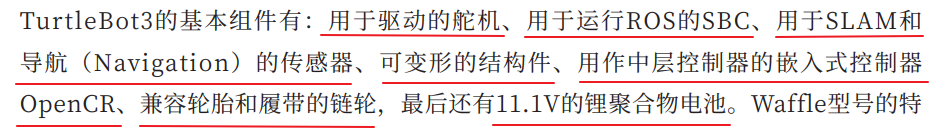 TurtleBot3的基本组件有：用于驱动的舵机、用于运行ROS的SBC、用于SLAM和
导航（Navigation）的传感器、可变形的结构件、用作中层控制器的嵌入式控制器
OpenCR、兼容轮胎和履带的链轮，最后还有11.1V的锂聚合物电池。Waffle型号的特